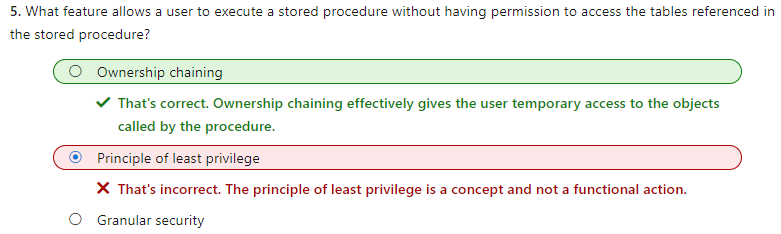 5. What feature allows a user to execute a stored procedure without having permission to access the tables referenced in
the stored procedure?
Ownership chaining
That's correct. Ownership chaining effectively gives the user temporary access to the objects
called by the procedure.
Principle of least privilege
That's incorrect. The principle of least privilege is a concept and not a functional action.
Granular security